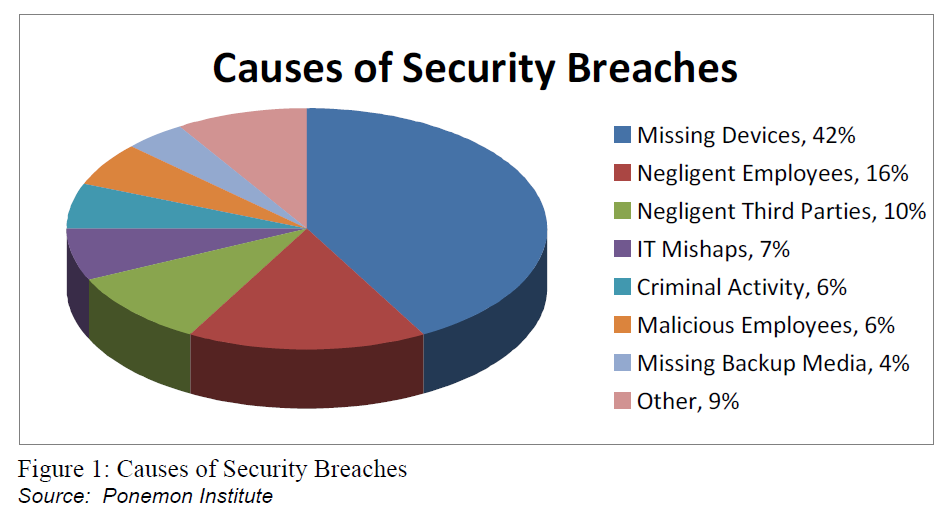 Causes of Security Breaches
Missing Devices, 42%
Negligent Employees, 16%
Negligent Third Parties, 10%
IT Mishaps, 7%
Criminal Activity, 6%
Malicious Employees, 6%
Missing Backup Media, 4%
Other, 9%
Figure 1: Causes of Security Breaches
Source:  Ponemon Institute